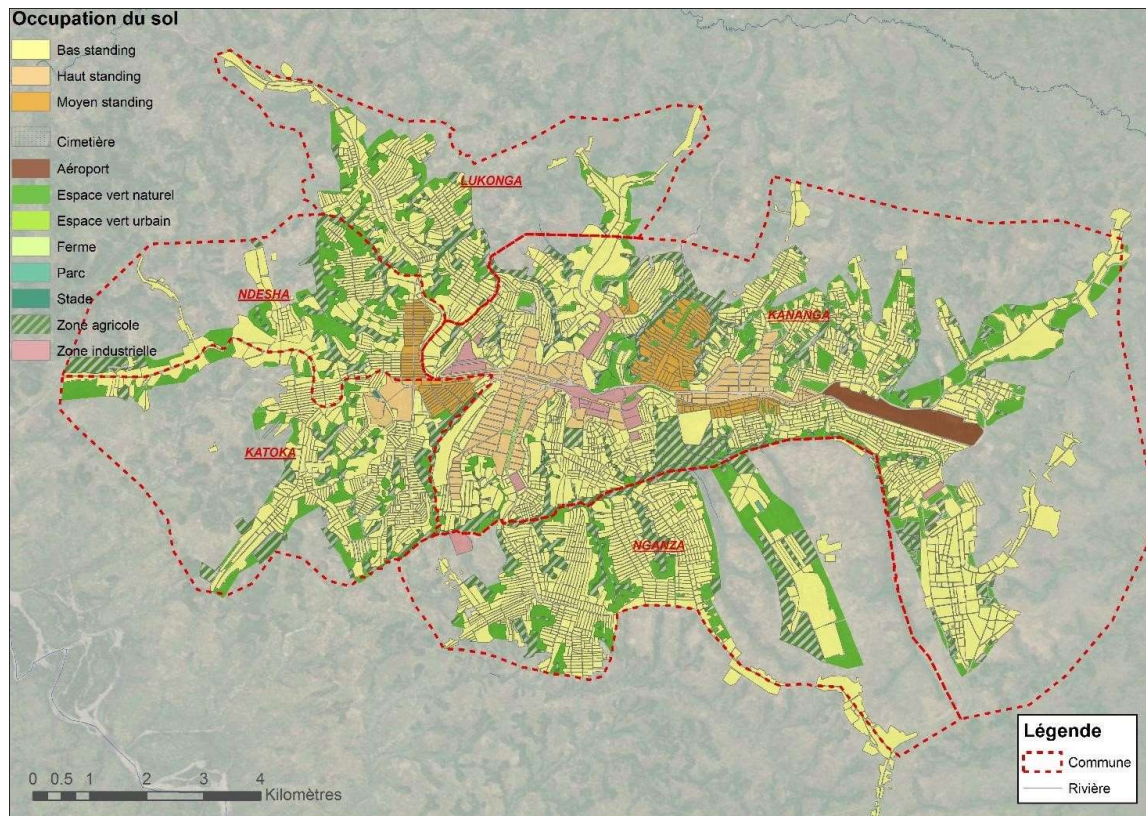 Occupation du sol
Bas standing
Haut standing
Moyen standing
Cimetière
Aéroport
Espace vert naturel
Espace vert urbain
Ferme
Parc
Stade
Zone agricole
Zone industrielle
LUKONGA
NDESHA
KANANGA
KATOKA
NGANZA
0 0.5 1 2 3 4
Kilomètres
Légende
Commune
Rivière